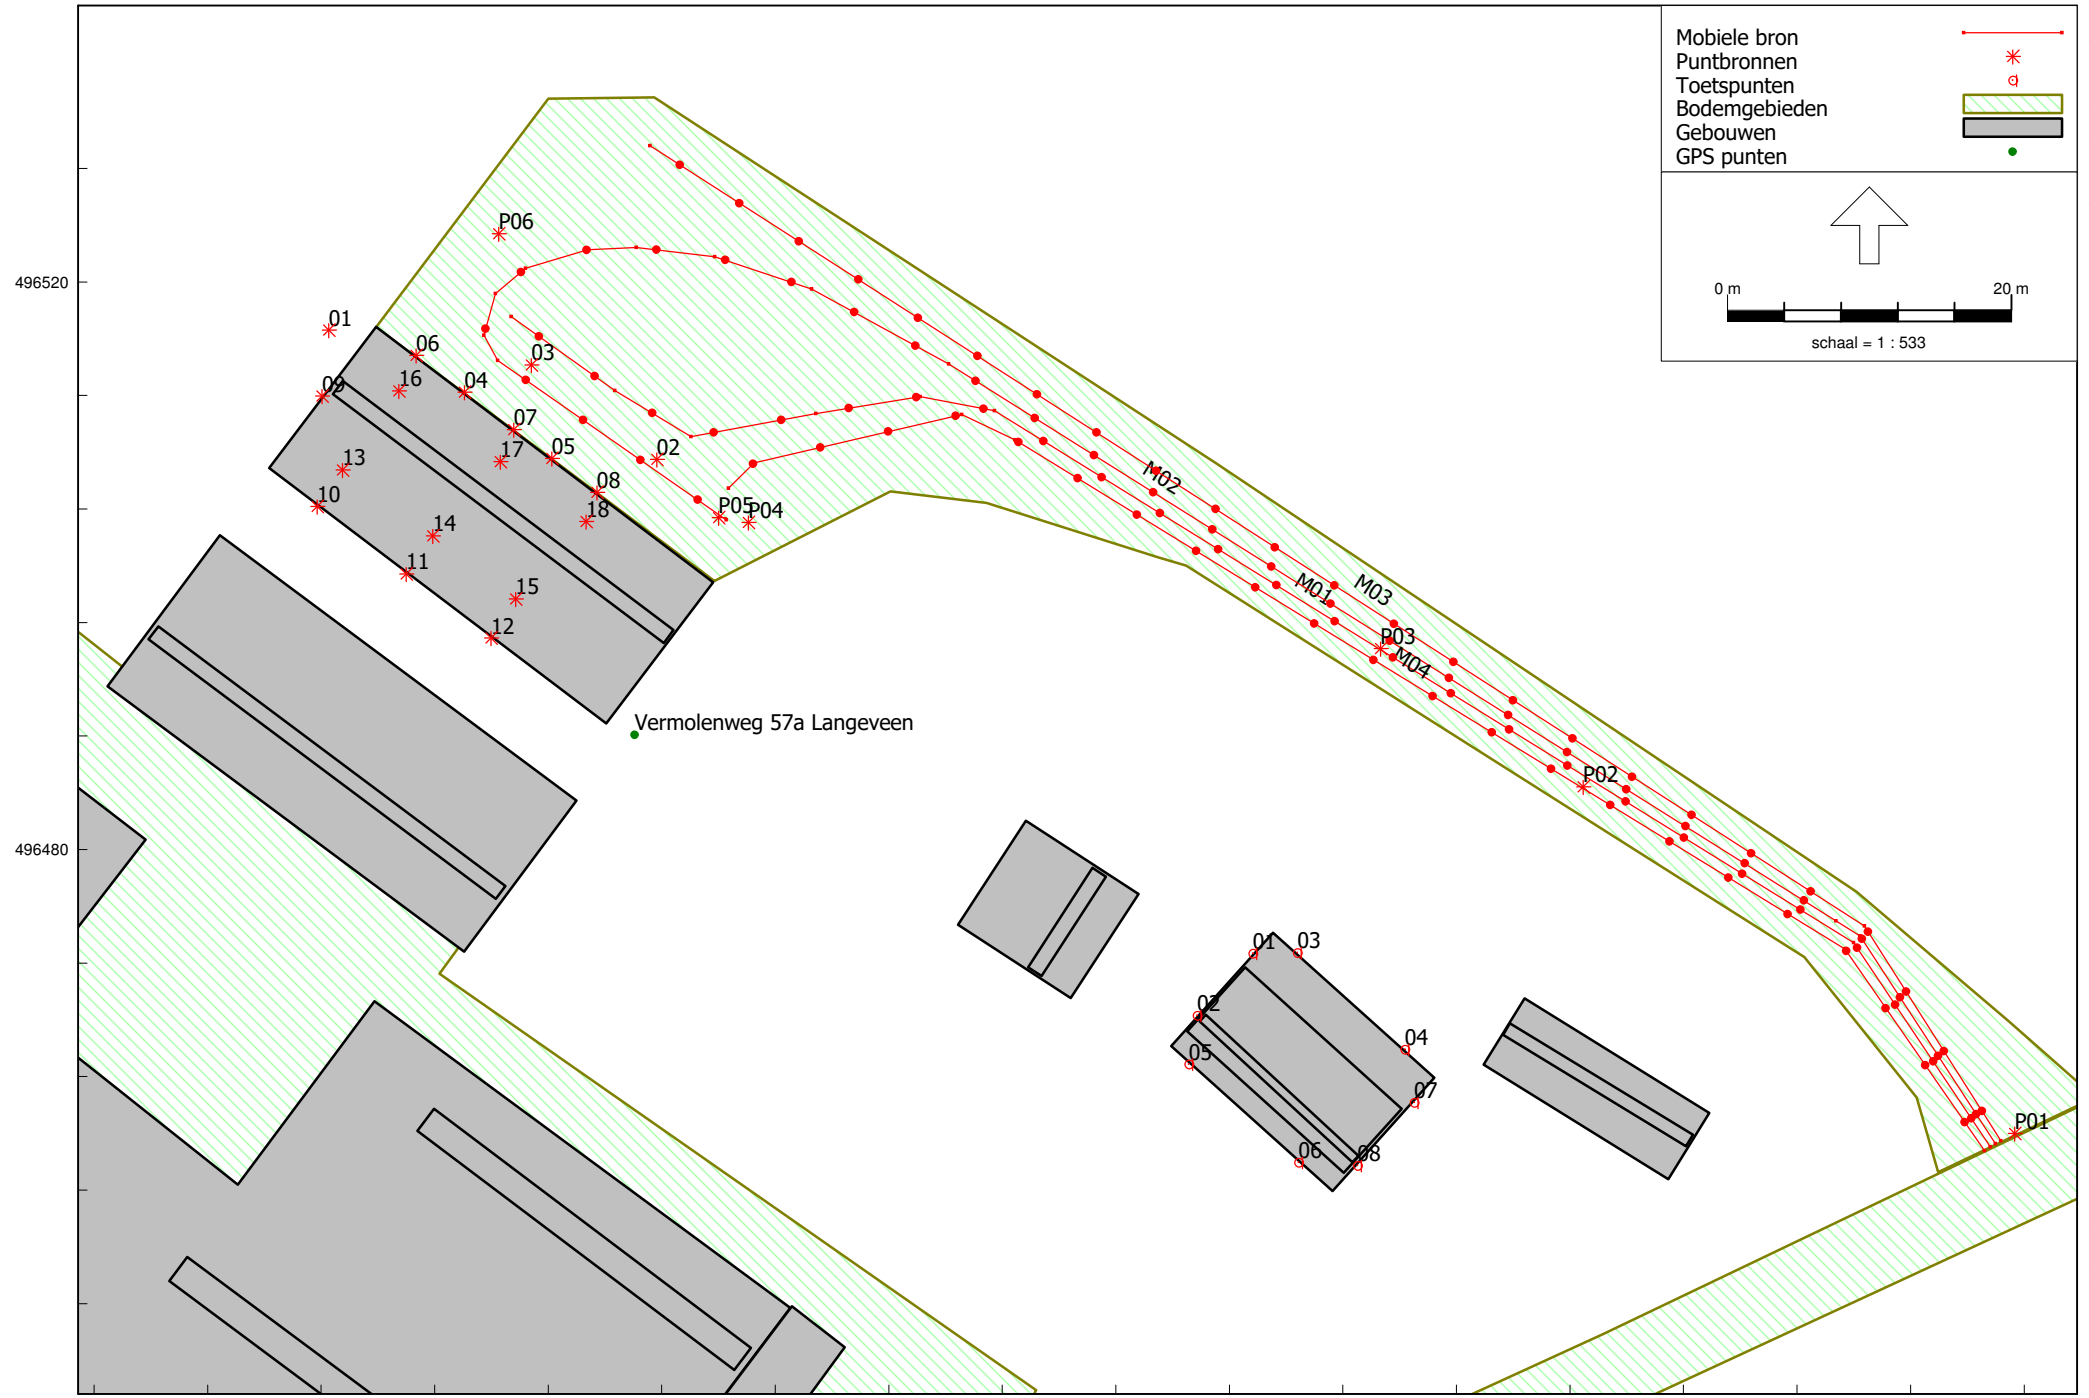 Mobiele bron
Puntbronnen
Toetspunten
Bodemgebieden
Gebouwen
GPS punten
0 m
20 m
schaal = 1 : 533
496520
496480
P06
01
06
03
09
16
04
07
05
02
17
13
08
10
18
P05
P04
14
11
15
12
M02
M01
M03
P03
M04
P02
Vermolenweg 57a Langeveen
01
03
02
04
05
07
06
08
P01